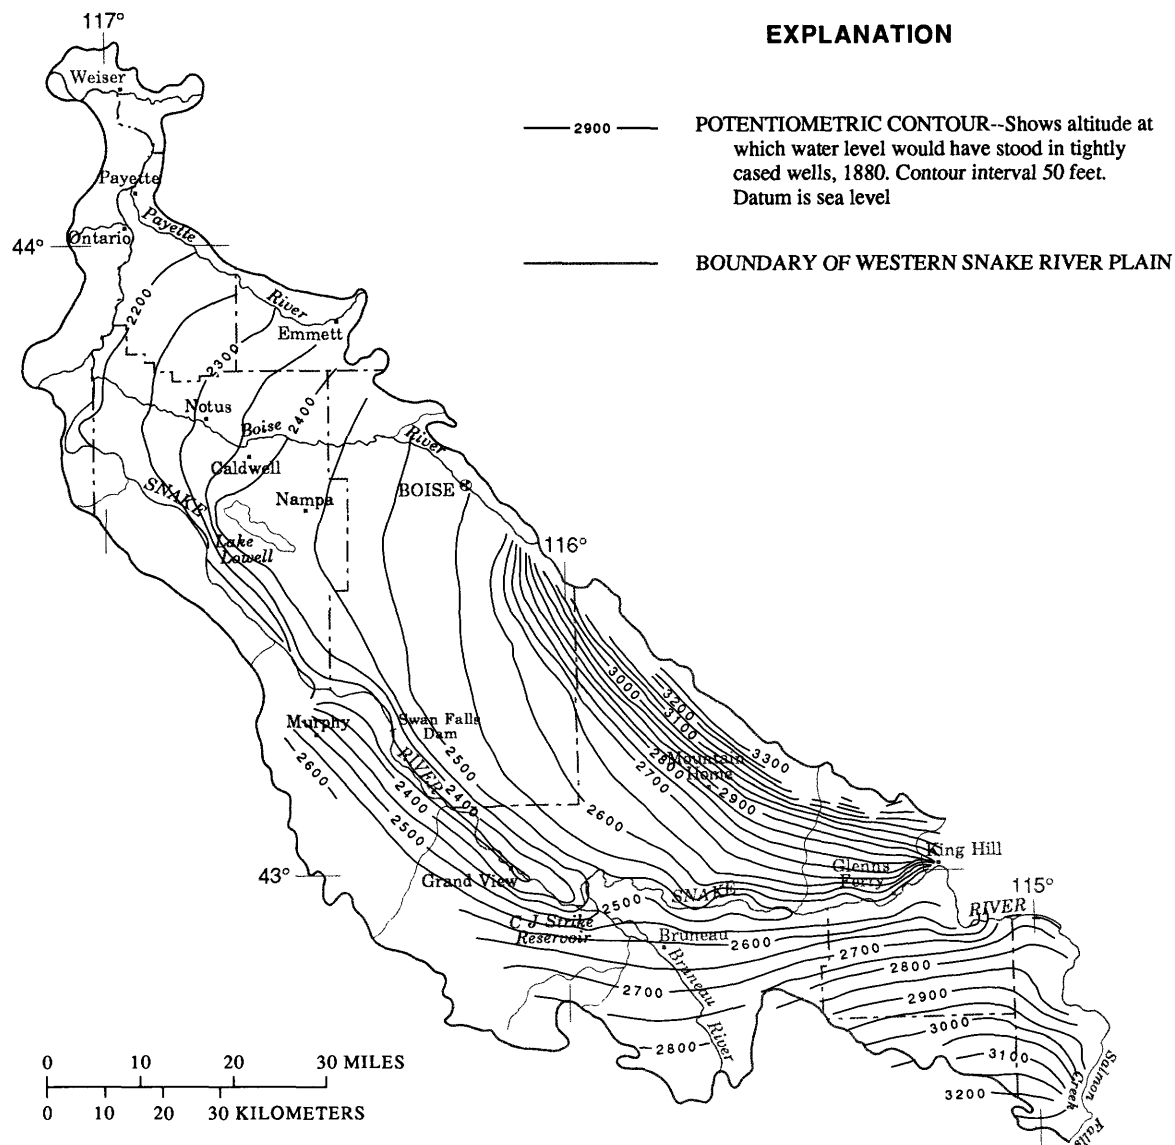 117°
EXPLANATION
Weiser
2900
POTENTIOMETRIC CONTOUR--Shows altitude at
which water level would have stood in tightly
cased wells, 1880. Contour interval 50 feet.
Datum is sea level
Payette
Payette
Ontario
44°
BOUNDARY OF WESTERN SNAKE RIVER PLAIN
River
2200
Emmett
2300
2400
Notus
Boise
River
Caldwell
SNAKE
Nampa
BOISE
Lake
Lowell
116°
3000
3200
3100
Murphy
Swan Falls
Dam
2600
RIVER
2500
2800
Mountain
Home
3300
2700
2900
2400
2400
2500
2600
King Hill
Glenns
Ferry
43°
Grand View
SNAKE
115°
2500
RIVER
C J Strike
Reservoir
Bruneau
2600
2700
Bruneau
2800
2700
2900
River
3000
2800
3100
Salmon
Creek
3200
Falls
0 10 20 30 MILES
0 10 20 30 KILOMETERS